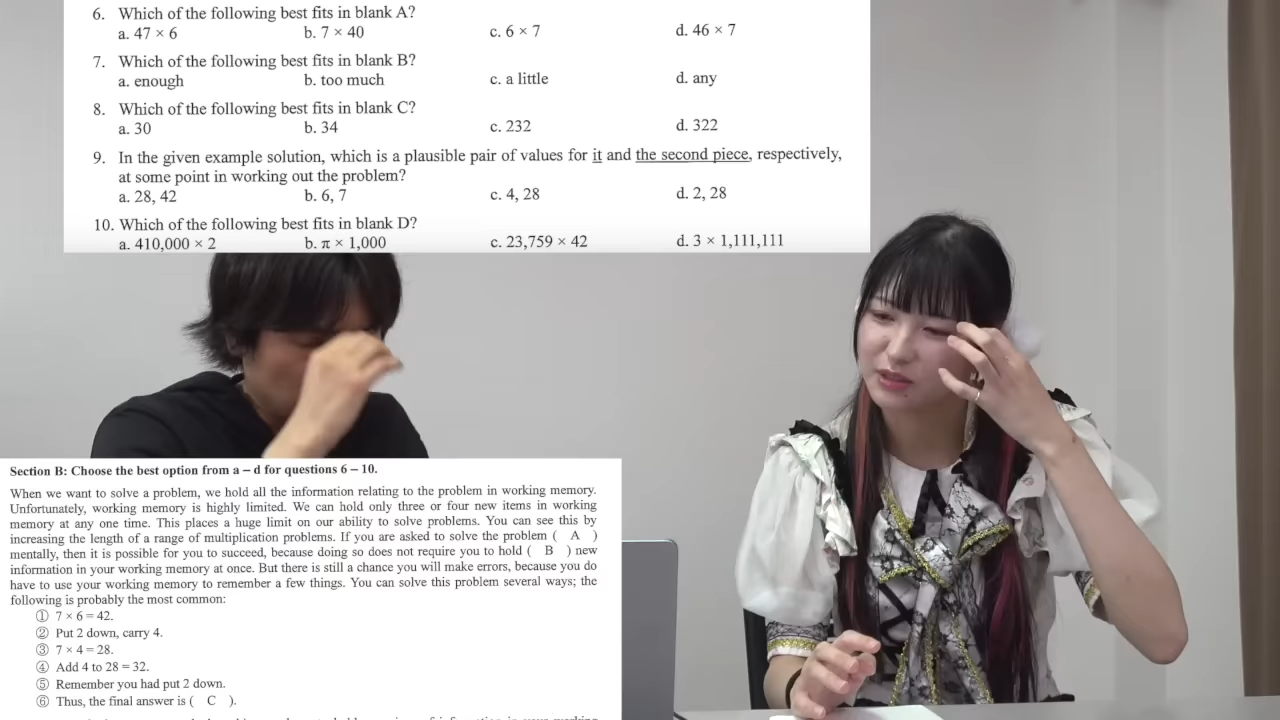 6. Which of the following best fits in blank A?
a. 47 × 6 b. 7 × 40 c. 6 × 7 d. 46 × 7
7. Which of the following best fits in blank B?
a. enough b. too much c. a little d. any
8. Which of the following best fits in blank C?
a. 30 b. 34 c. 232 d. 322
9. In the given example solution, which is a plausible pair of values for it and the second piece, respectively,
at some point in working out the problem?
a. 28, 42 b. 6, 7 c. 4, 28 d. 2, 28
10. Which of the following best fits in blank D?
a. 410,000 × 2 b. π × 1,000 c. 23,759 × 42 d. 3 × 1,111,111
Section B: Choose the best option from a – d for questions 6 – 10.
When we want to solve a problem, we hold all the information relating to the problem in working memory.
Unfortunately, working memory is highly limited. We can hold only three or four new items in working
memory at any one time. This places a huge limit on our ability to solve problems. You can see this by
increasing the length of a range of multiplication problems. If you are asked to solve the problem ( A )
mentally, then it is possible for you to succeed, because doing so does not require you to hold ( B ) new
information in your working memory at once. But there is still a chance you will make errors, because you do
have to use your working memory to remember a few things. You can solve this problem several ways; the
following is probably the most common:
① 7 × 6 = 42.
② Put 2 down, carry 4.
③ 7 × 4 = 28.
④ Add 4 to 28 = 32.
⑤ Remember you had put 2 down.
⑥ Thus, the final answer is ( C ).